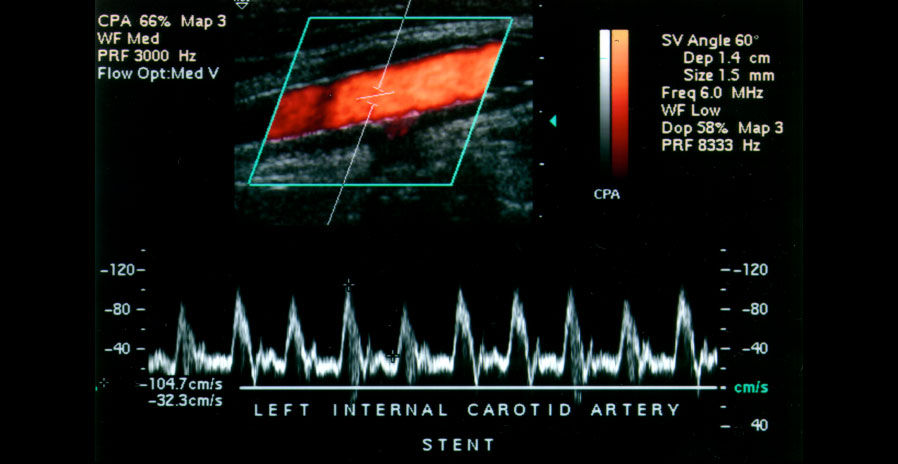 CPA 66% Map 3
WF Med
PRF 3000 Hz
Flow Opt:Med V
SV Angle 60°
Dep 1.4 cm
Size 1.5 mm
Freq 6.0 MHz
WF Low
Dop 58% Map 3
PRF 8333 Hz
CPA
-120- -120
-80- -80
-40- -40
-104.7cm/s cm/s
-32.3cm/s
LEFT INTERNAL CAROTID ARTERY
40
STENT